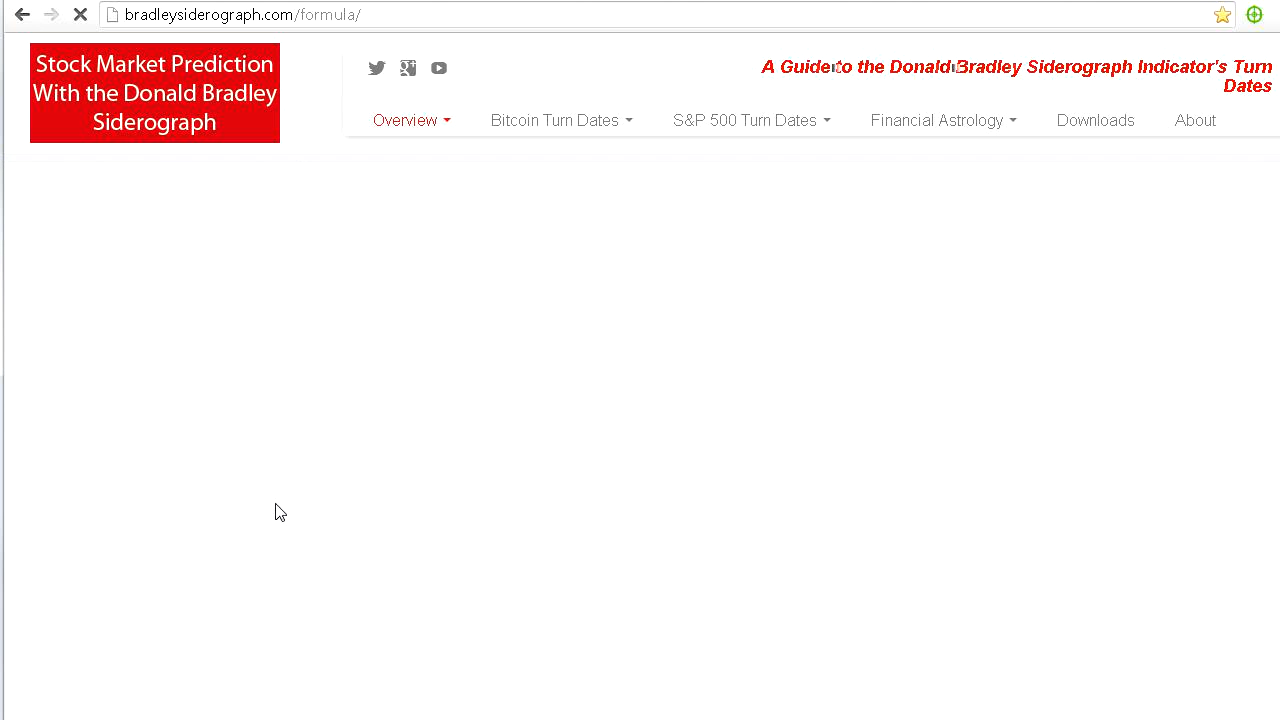 bradleysiderograph.com/formula/
Stock Market Prediction
With the Donald Bradley
Siderograph
A Guide to the Donald Bradley Siderograph Indicator's Turn
Dates
Overview
Bitcoin Turn Dates
S&P 500 Turn Dates
Financial Astrology
Downloads
About